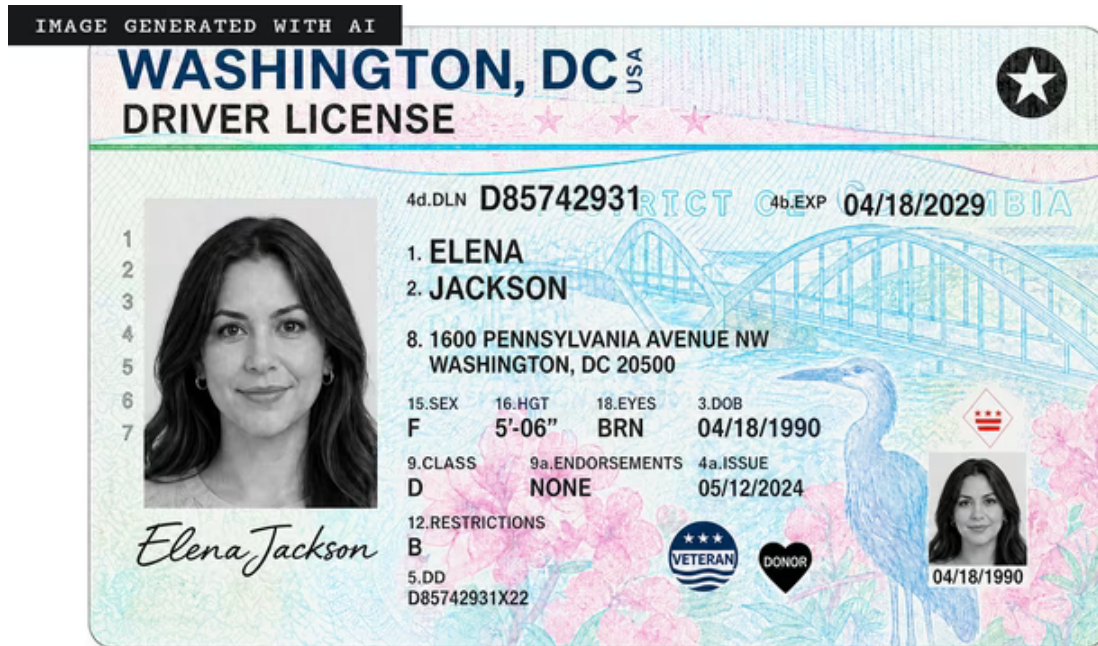 IMAGE GENERATED WITH AI
WASHINGTON, DC USA
DRIVER LICENSE
4d.DLN D85742931
4b.EXP 04/18/2029
DISTRICT OF COLUMBIA
1. ELENA
2. JACKSON
8. 1600 PENNSYLVANIA AVENUE NW
WASHINGTON, DC 20500
15.SEX 16.HGT 18.EYES 3.DOB
F 5'-06” BRN 04/18/1990
9.CLASS 9a.ENDORSEMENTS 4a.ISSUE
D NONE 05/12/2024
12.RESTRICTIONS
B
5.DD
D85742931X22
1
2
3
4
5
6
7
Elena Jackson
VETERAN
DONOR
04/18/1990